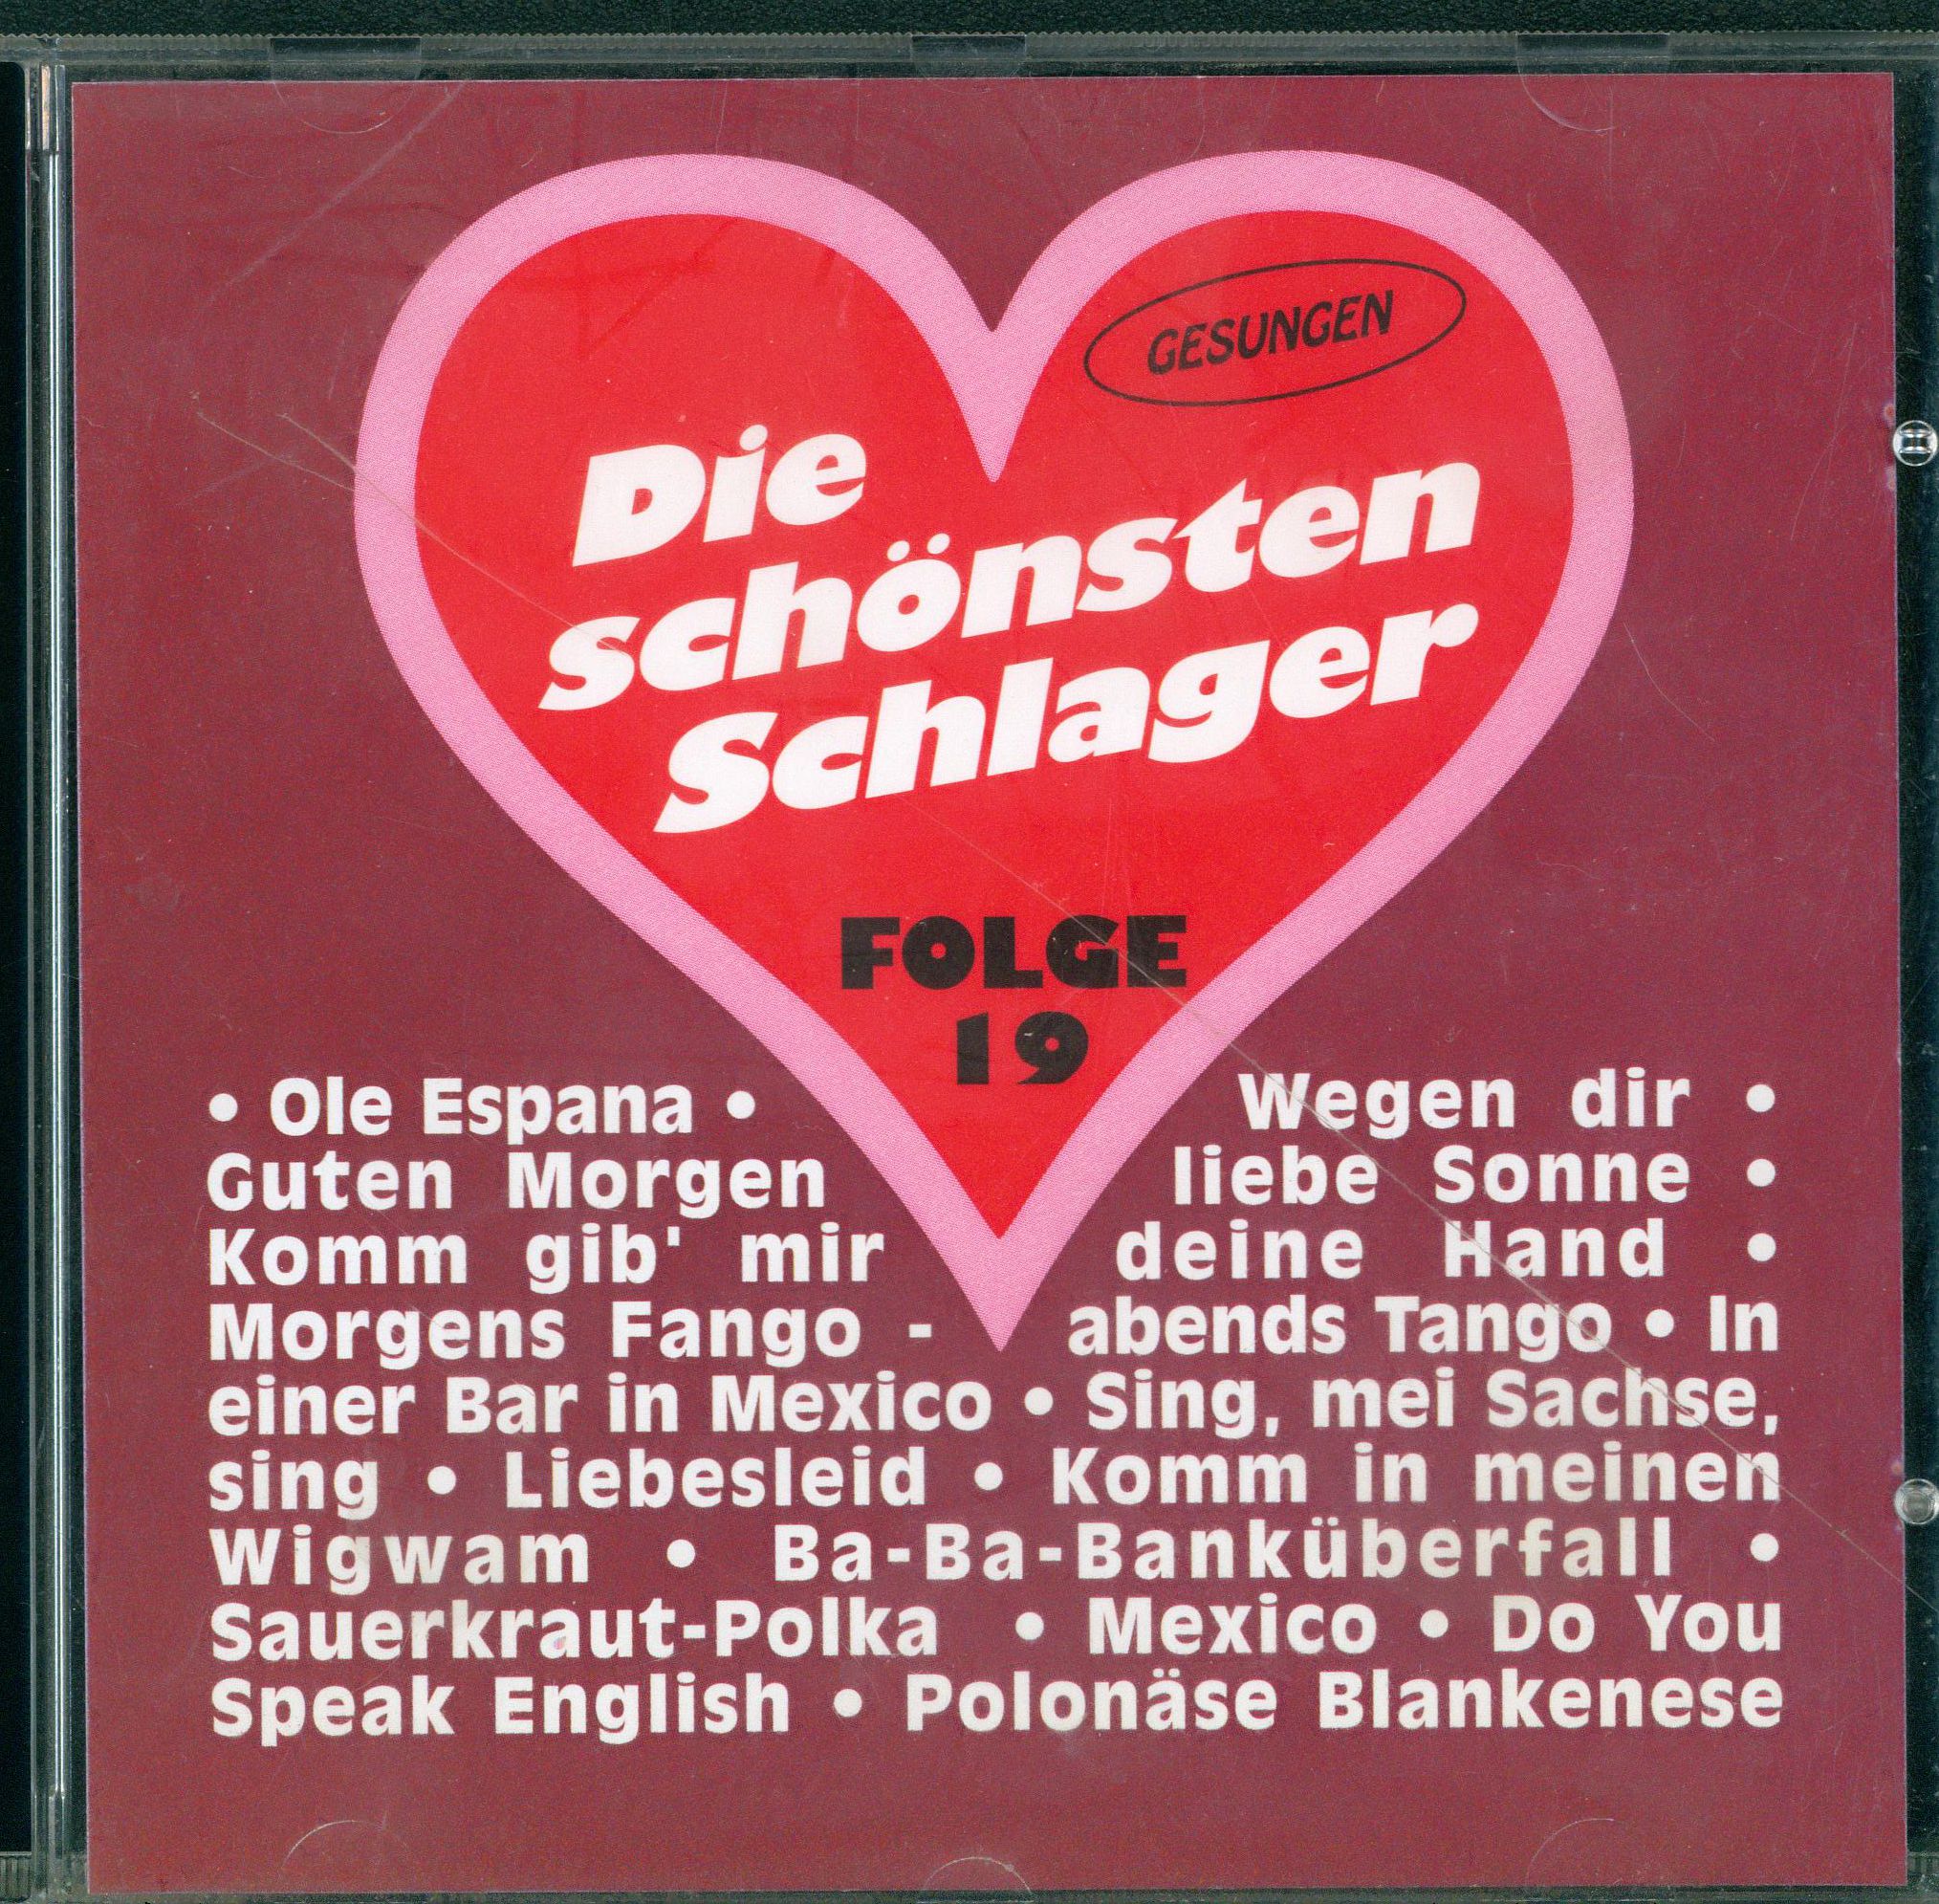 GESUNGEN
Die
schönsten
Schlager
FOLGE
19
• Ole Espana • Wegen dir •
Guten Morgen liebe Sonne •
Komm gib' mir deine Hand •
Morgens Fango - abends Tango • In
einer Bar in Mexico • Sing, mei Sachse,
sing • Liebesleid • Komm in meinen
Wigwam • Ba-Ba-Banküberfall •
Sauerkraut-Polka • Mexico • Do You
Speak English • Polonäse Blankenese